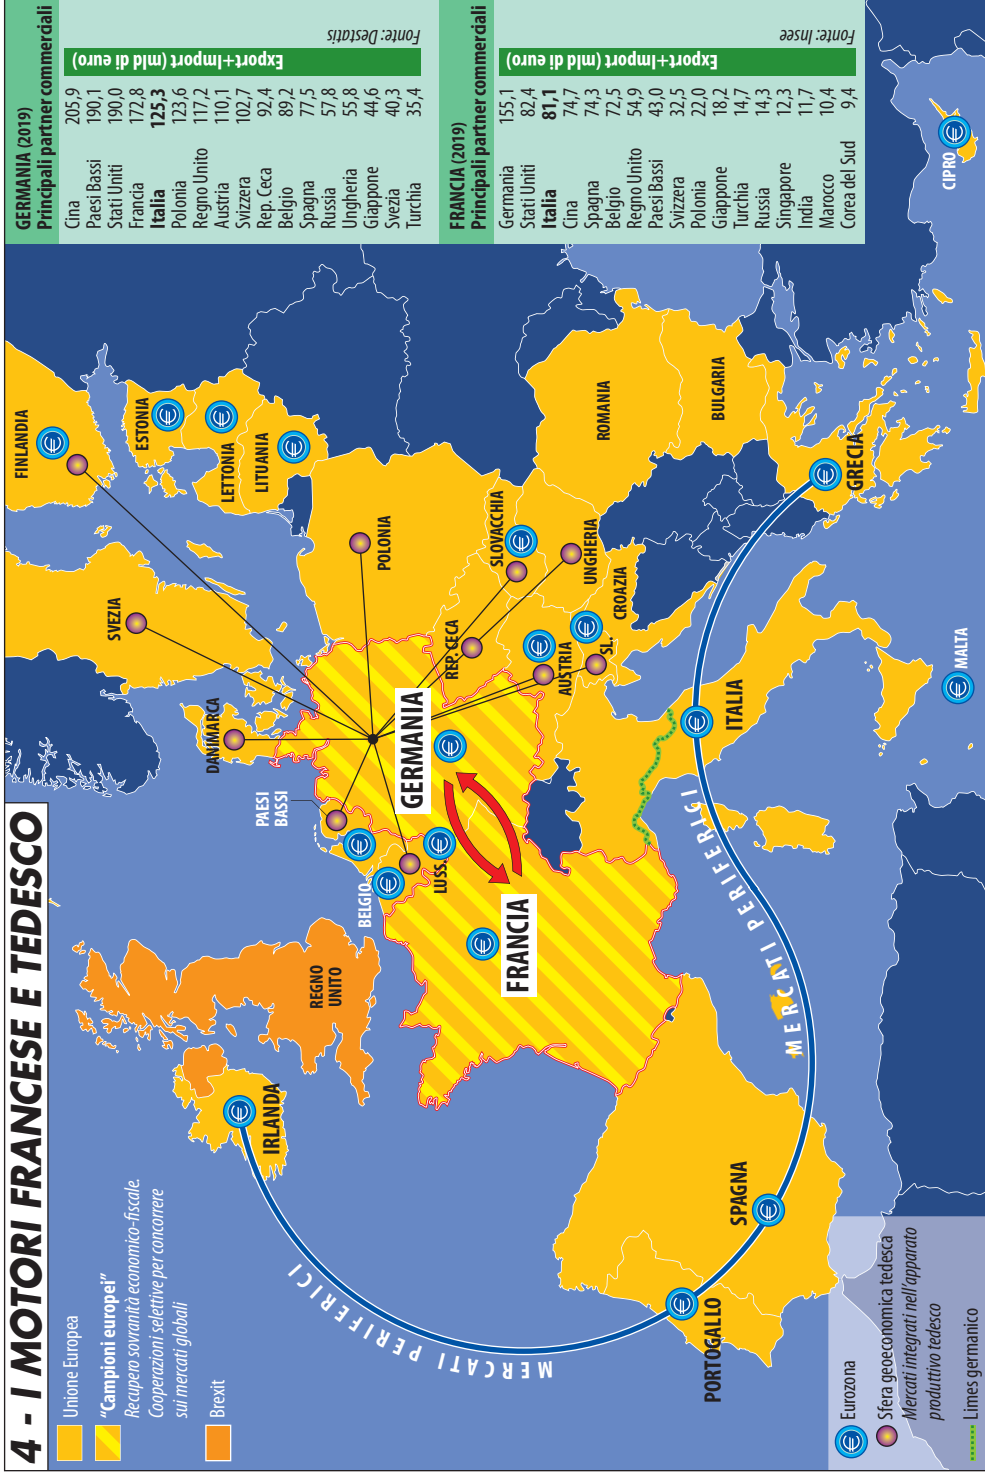 4 - I MOTORI FRANCESE E TEDESCO
Unione Europea
"Campioni europei"
Recupero sovranità economico-fiscale.
Cooperazioni selettive per concorrere
sui mercati globali
Brexit
Eurozona
Sfera geoeconomica tedesca
Mercati integrati nell'apparato
produttivo tedesco
Limes germanico
IRLANDA
REGNO
UNITO
PORTOGALLO
SPAGNA
FRANCIA
BELGIO
LUSS.
PAESI
BASSI
GERMANIA
DANIMARCA
SVEZIA
FINLANDIA
ESTONIA
LETTONIA
LITUANIA
POLONIA
REP. CECA
SLOVACCHIA
AUSTRIA
UNGHERIA
SL.
CROAZIA
ROMANIA
BULGARIA
GRECIA
ITALIA
MALTA
CIPRO
MERCATI PERIFERICI
MERCATI PERIFERICI
GERMANIA (2019)
Principali partner commerciali
Cina 205,9
Paesi Bassi 190,1
Stati Uniti 190,0
Francia 172,8
Italia 125,3
Polonia 123,6
Regno Unito 117,2
Austria 110,1
Svizzera 102,7
Rep. Ceca 92,4
Belgio 89,2
Spagna 77,5
Russia 57,8
Ungheria 55,8
Giappone 44,6
Svezia 40,3
Turchia 35,4
Export+Import (mld di euro)
Fonte: Destatis
FRANCIA (2019)
Principali partner commerciali
Germania 155,1
Stati Uniti 82,4
Italia 81,1
Cina 74,7
Spagna 74,3
Belgio 72,5
Regno Unito 54,9
Paesi Bassi 43,0
Svizzera 32,5
Polonia 22,0
Giappone 18,2
Turchia 14,7
Russia 14,3
Singapore 12,3
India 11,7
Marocco 10,4
Corea del Sud 9,4
Export+Import (mld di euro)
Fonte: Insee